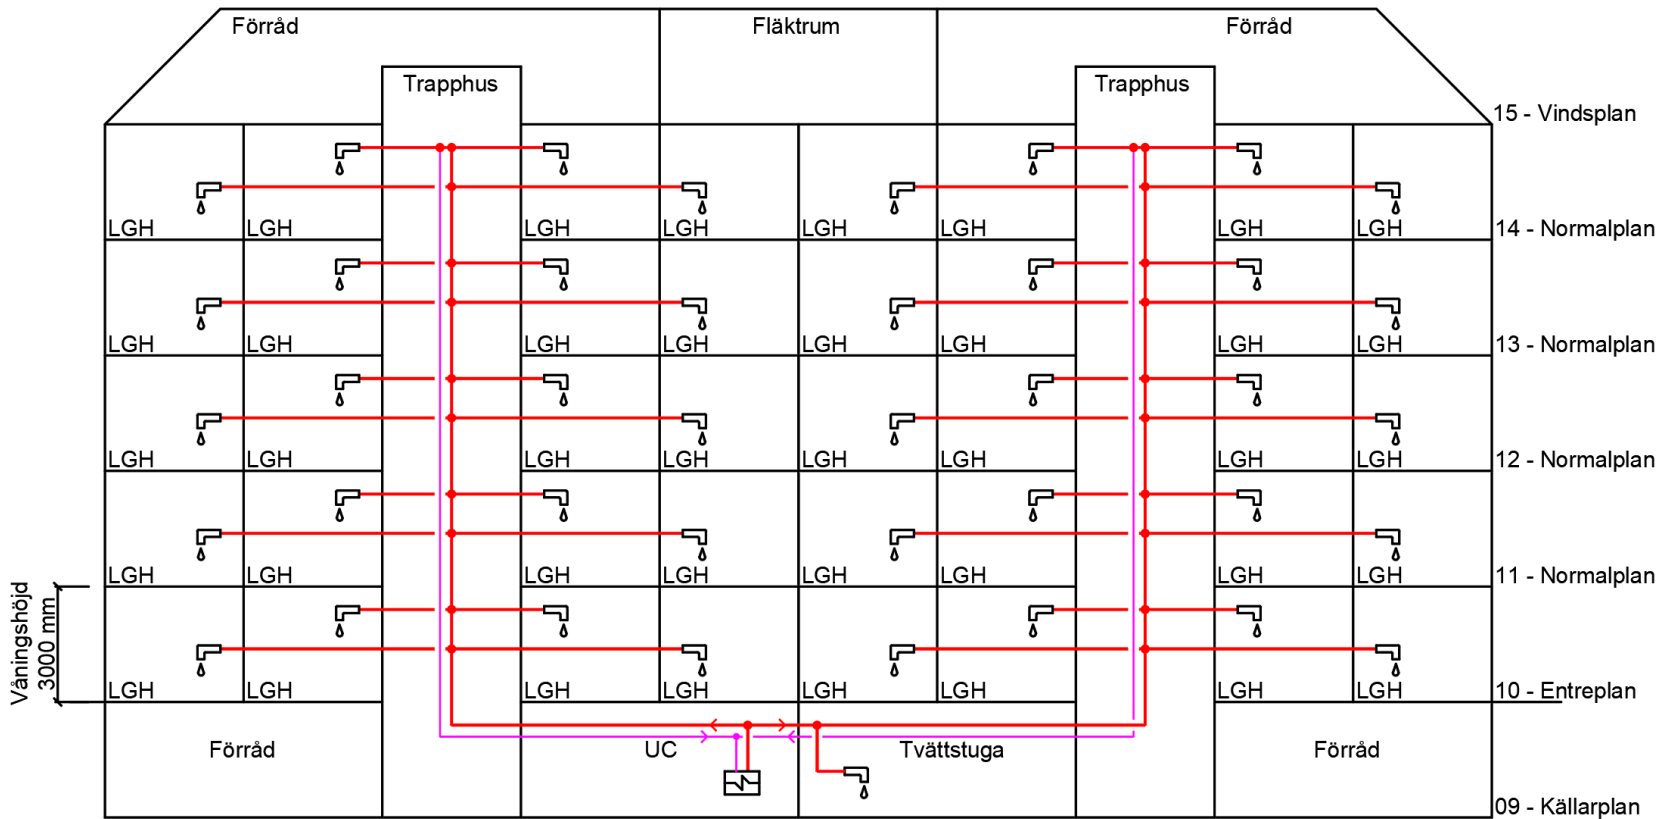 Förråd Fläktrum Förråd
Trapphus Trapphus
15 - Vindsplan
LGH LGH LGH LGH LGH LGH LGH LGH 14 - Normalplan
LGH LGH LGH LGH LGH LGH LGH LGH 13 - Normalplan
LGH LGH LGH LGH LGH LGH LGH LGH 12 - Normalplan
LGH LGH LGH LGH LGH LGH LGH LGH 11 - Normalplan
Våningshöjd
3000 mm
LGH LGH LGH LGH LGH LGH LGH LGH 10 - Entreplan
Förråd UC Tvättstuga Förråd
09 - Källarplan